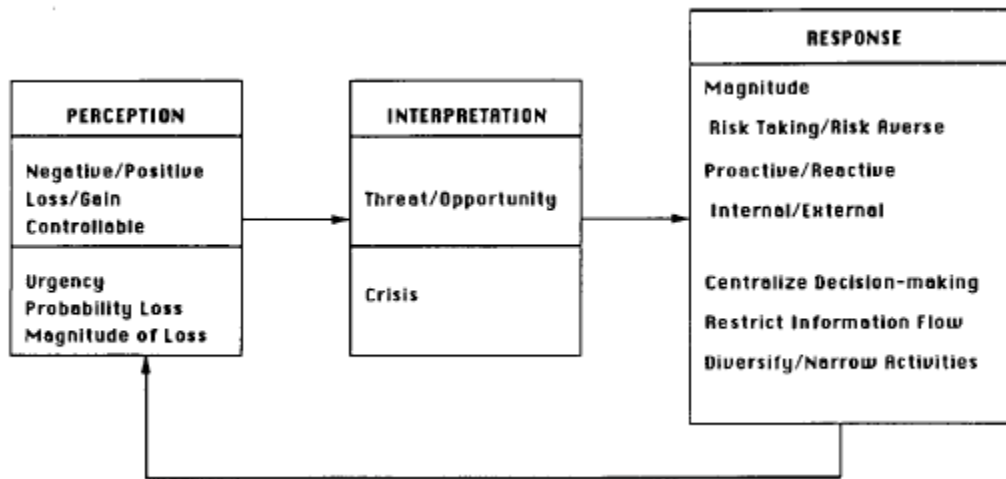 PERCEPTION
Negative/Positive
Loss/Gain
Controllable
Urgency
Probability Loss
Magnitude of Loss
INTERPRETATION
Threat/Opportunity
Crisis
RESPONSE
Magnitude
Risk Taking/Risk Averse
Proactive/Reactive
Internal/External
Centralize Decision-making
Restrict Information Flow
Diversify/Narrow Activities